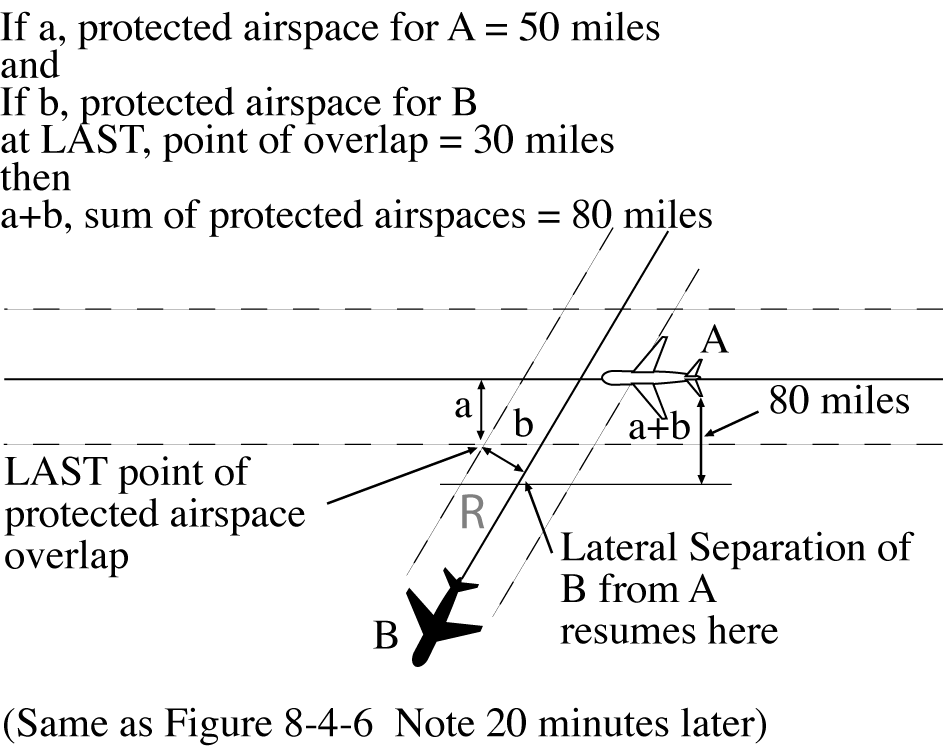 If a, protected airspace for A = 50 miles
and
If b, protected airspace for B
at LAST, point of overlap = 30 miles
then
a+b, sum of protected airspaces = 80 miles
A
a
b
a+b
80 miles
LAST point of
protected airspace
overlap
R
Lateral Separation of
B from A
resumes here
B
(Same as Figure 8-4-6 Note 20 minutes later)